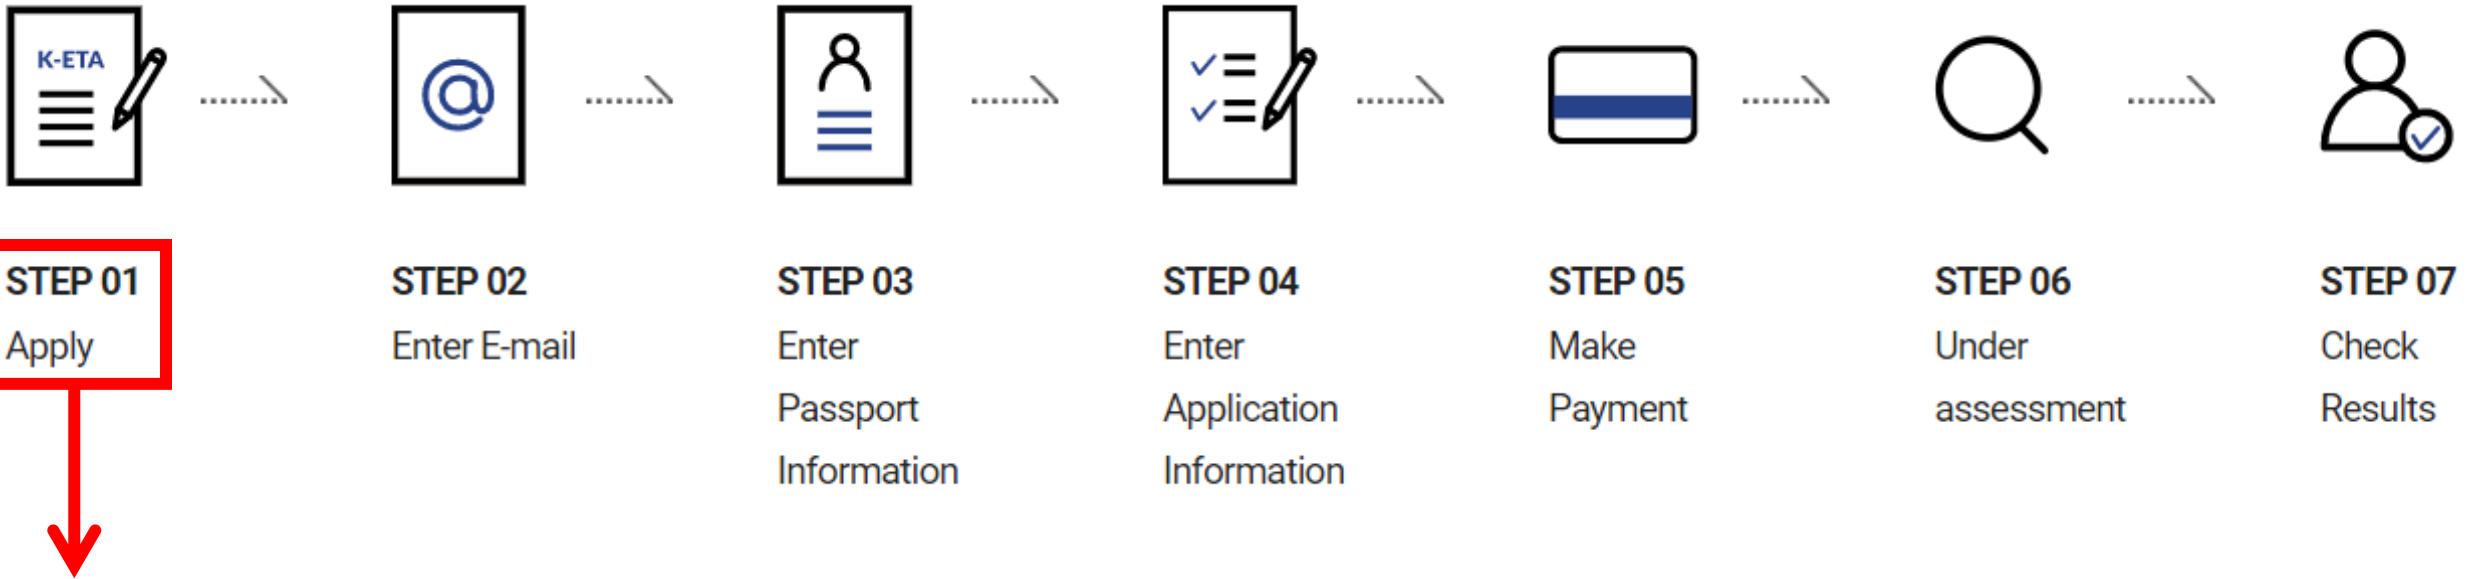 K-ETA
STEP 01
Apply
STEP 02
Enter E-mail
STEP 03
Enter
Passport
Information
STEP 04
Enter
Application
Information
STEP 05
Make
Payment
STEP 06
Under
assessment
STEP 07
Check
Results